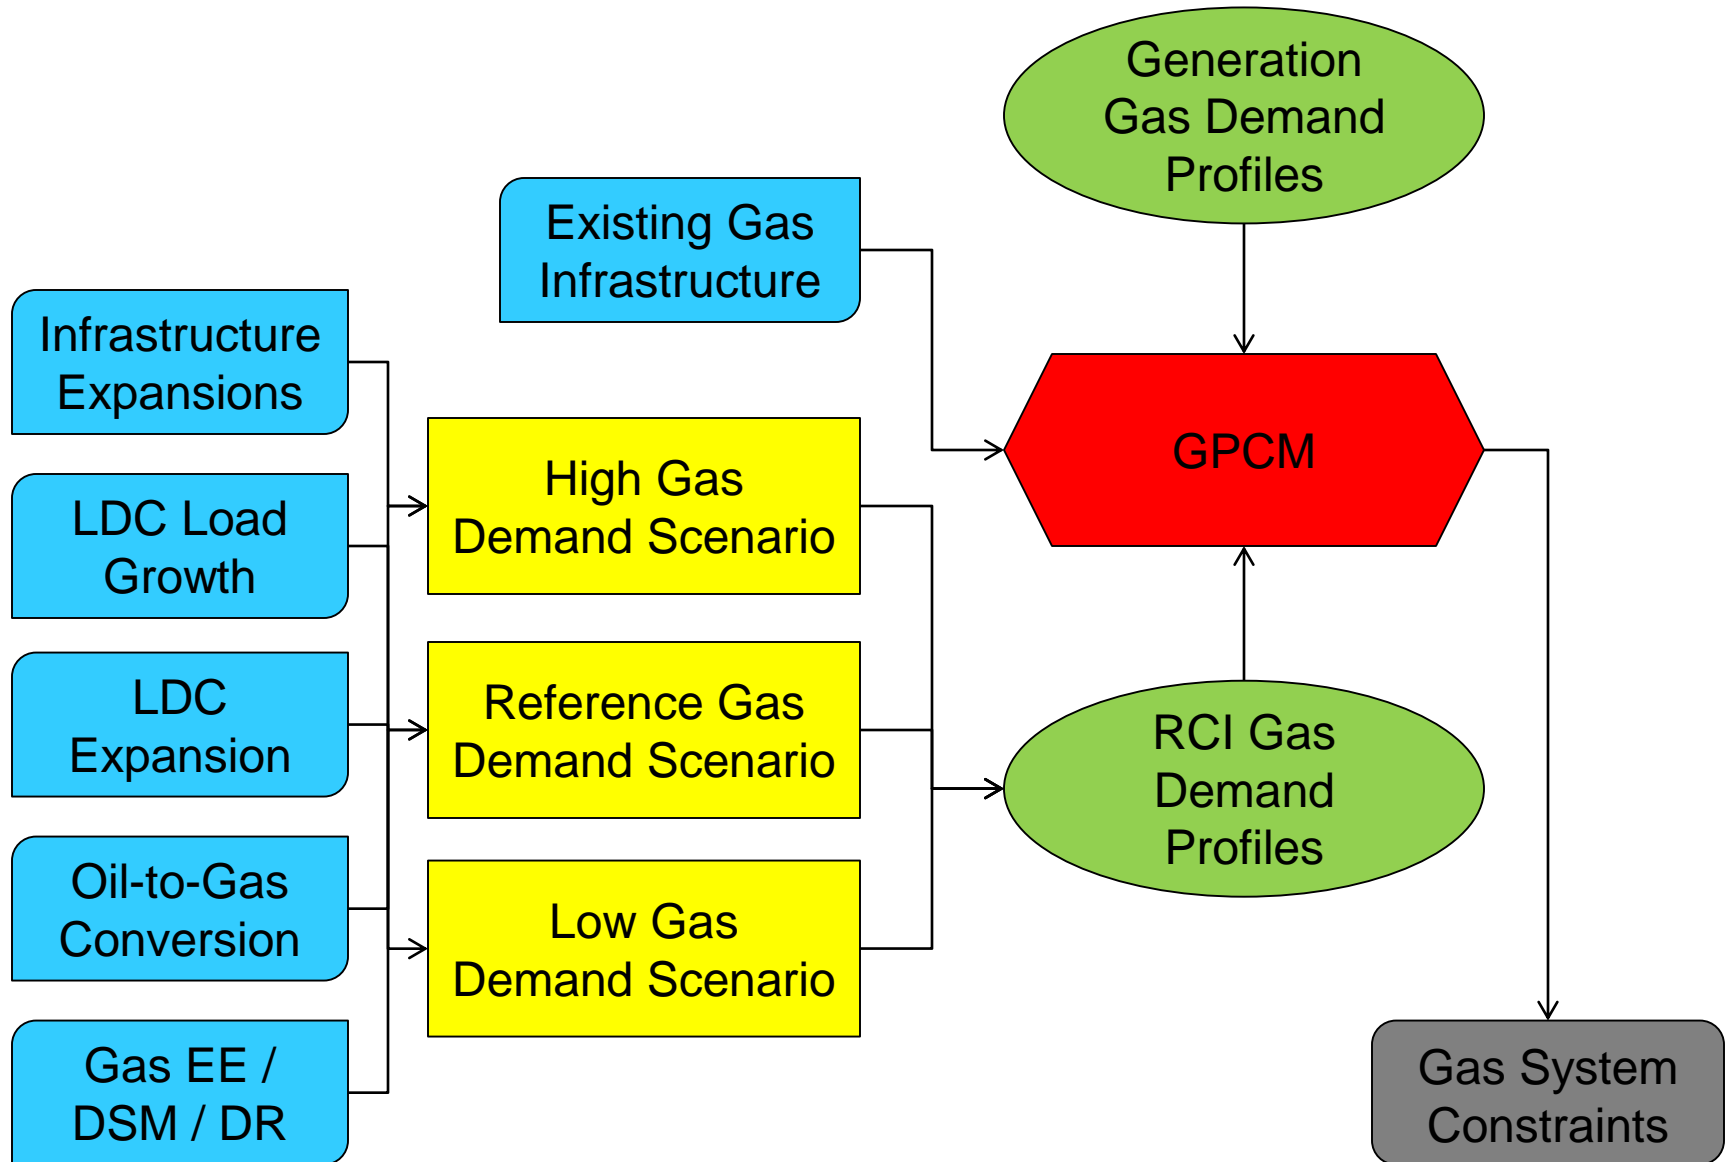 Generation
Gas Demand
Profiles
Existing Gas
Infrastructure
Infrastructure
Expansions
LDC Load
Growth
LDC
Expansion
Oil-to-Gas
Conversion
Gas EE /
DSM / DR
High Gas
Demand Scenario
Reference Gas
Demand Scenario
Low Gas
Demand Scenario
GPCM
RCI Gas
Demand
Profiles
Gas System
Constraints